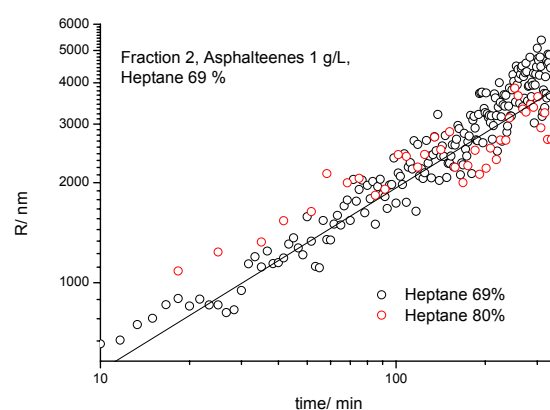 6000
5000
4000
3000
2000
1000
R/ nm
Fraction 2, Asphalteenes 1 g/L,
Heptane 69 %
Heptane 69%
Heptane 80%
10
100
time/ min